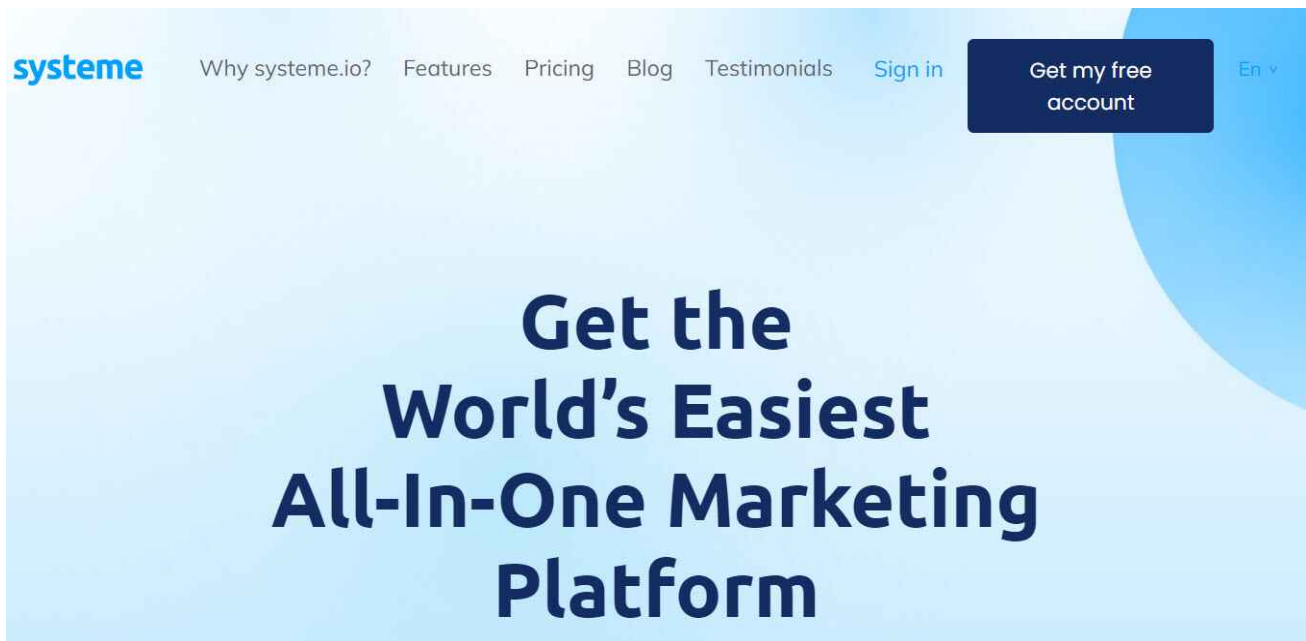 systeme Why systeme.io? Features Pricing Blog Testimonials Sign in Get my free account En ˅
Get the
World’s Easiest
All-In-One Marketing
Platform